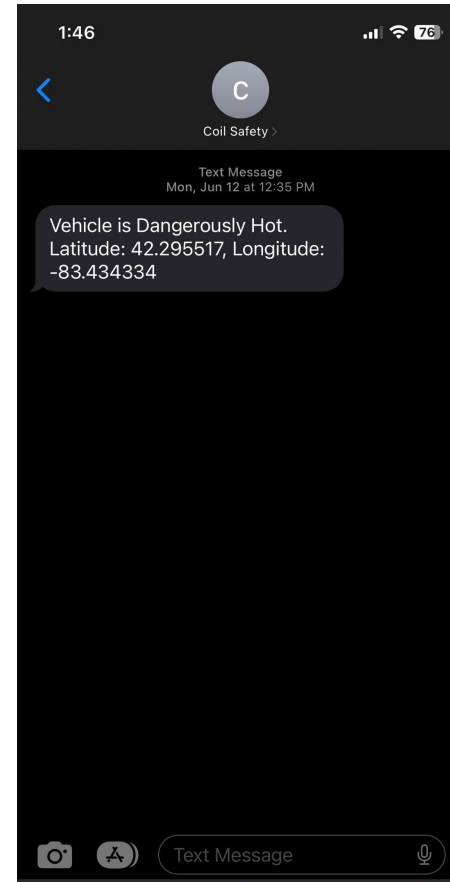 1:46
76
C
Coil Safety
Text Message
Mon, Jun 12 at 12:35 PM
Vehicle is Dangerously Hot.
Latitude: 42.295517, Longitude:
-83.434334
Text Message